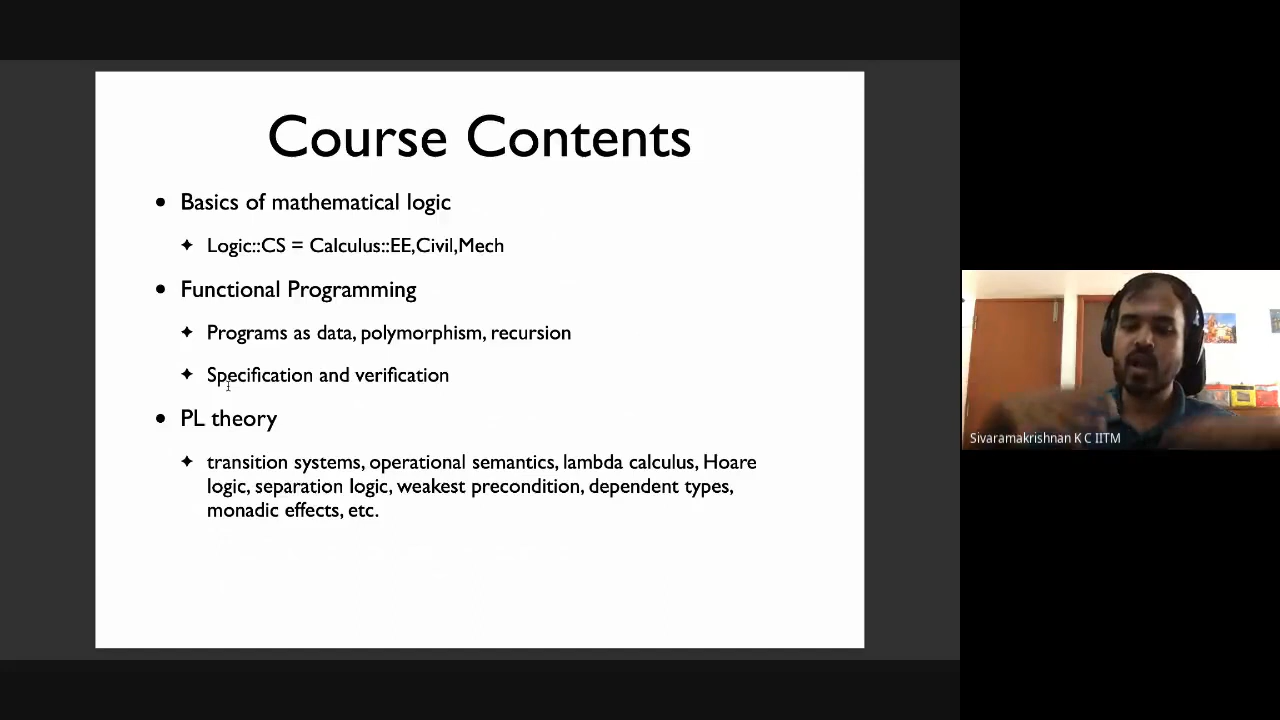 Course Contents
• Basics of mathematical logic
✦ Logic::CS = Calculus::EE,Civil,Mech
• Functional Programming
✦ Programs as data, polymorphism, recursion
✦ Specification and verification
• PL theory
✦ transition systems, operational semantics, lambda calculus, Hoare
logic, separation logic, weakest precondition, dependent types,
monadic effects, etc.
Sivaramakrishnan K C IITM